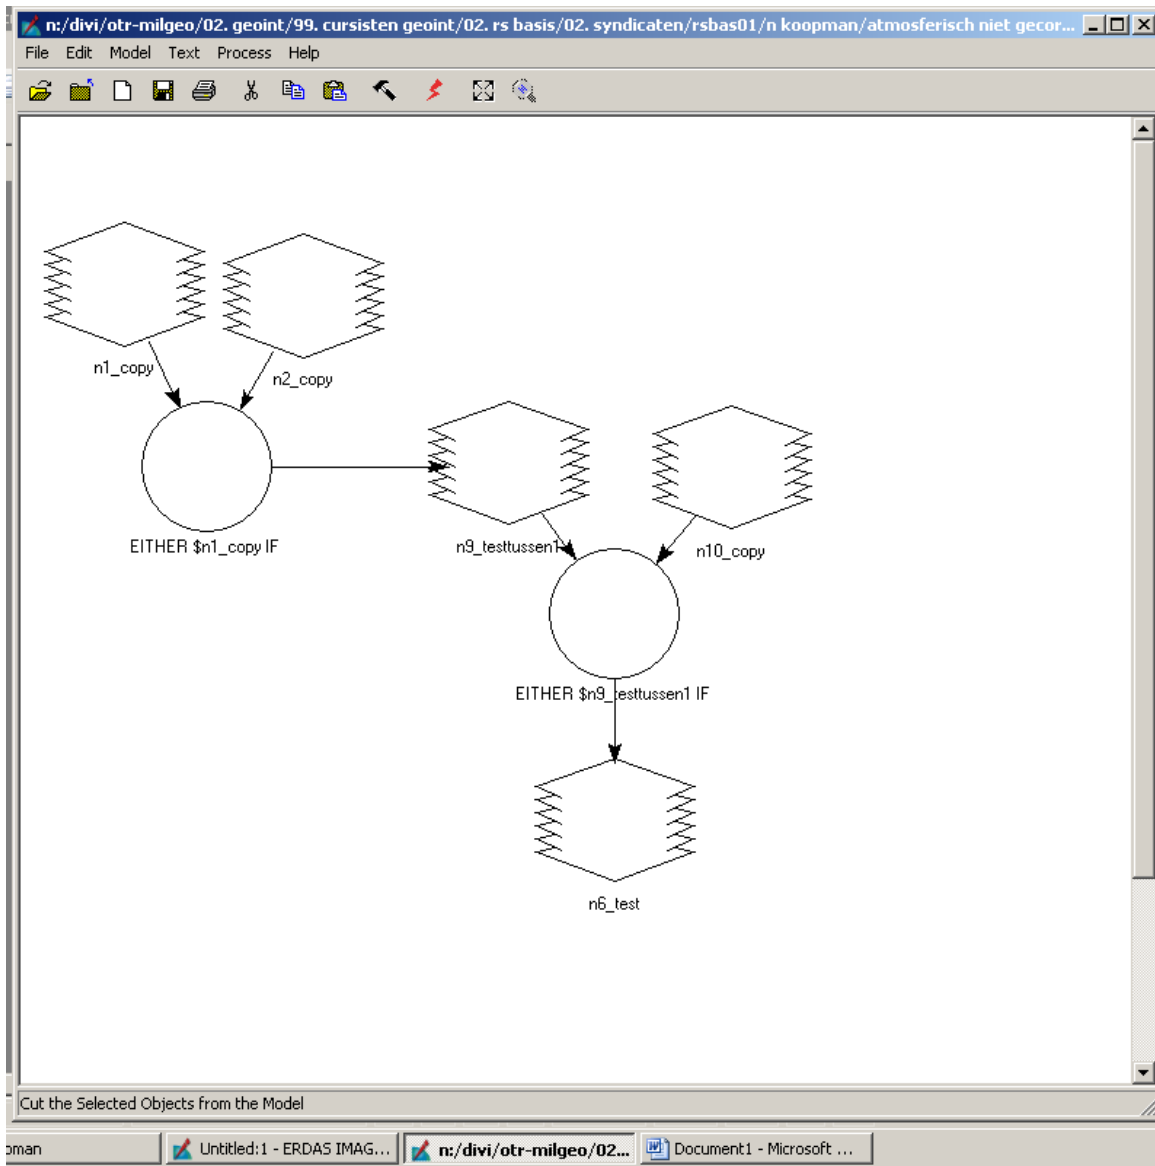 n:/divi/otr-milgeo/02. geoint/99. cursisten geoint/02. rs basis/02. syndicaten/rsbas01/n koopman/atmosferisch niet gecor...
File Edit Model Text Process Help
n1_copy
n2_copy
EITHER $n1_copy IF
n9_testtussen1
n10_copy
EITHER $n9_testtussen1 IF
n6_test
Cut the Selected Objects from the Model
oman Untitled:1 - ERDAS IMAG... n:/divi/otr-milgeo/02... Document1 - Microsoft ...